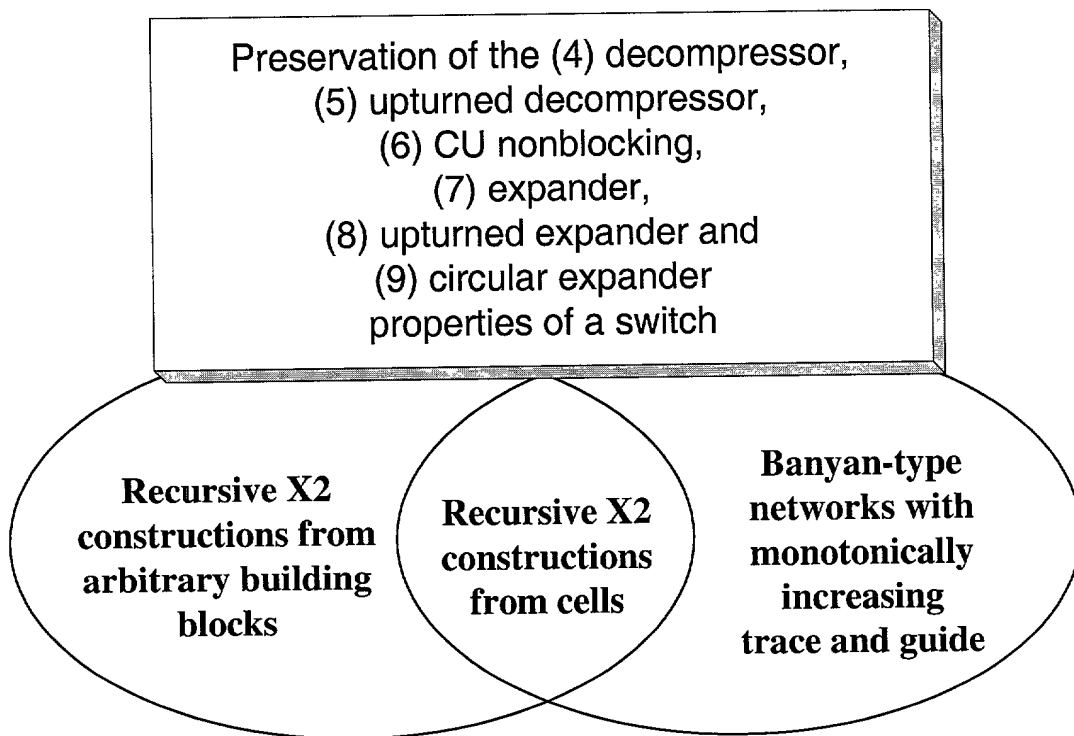 Preservation of the (4) decompressor,
(5) upturned decompressor,
(6) CU nonblocking,
(7) expander,
(8) upturned expander and
(9) circular expander
properties of a switch
Recursive X2
constructions from
arbitrary building
blocks
Recursive X2
constructions
from cells
Banyan-type
networks with
monotonically
increasing
trace and guide